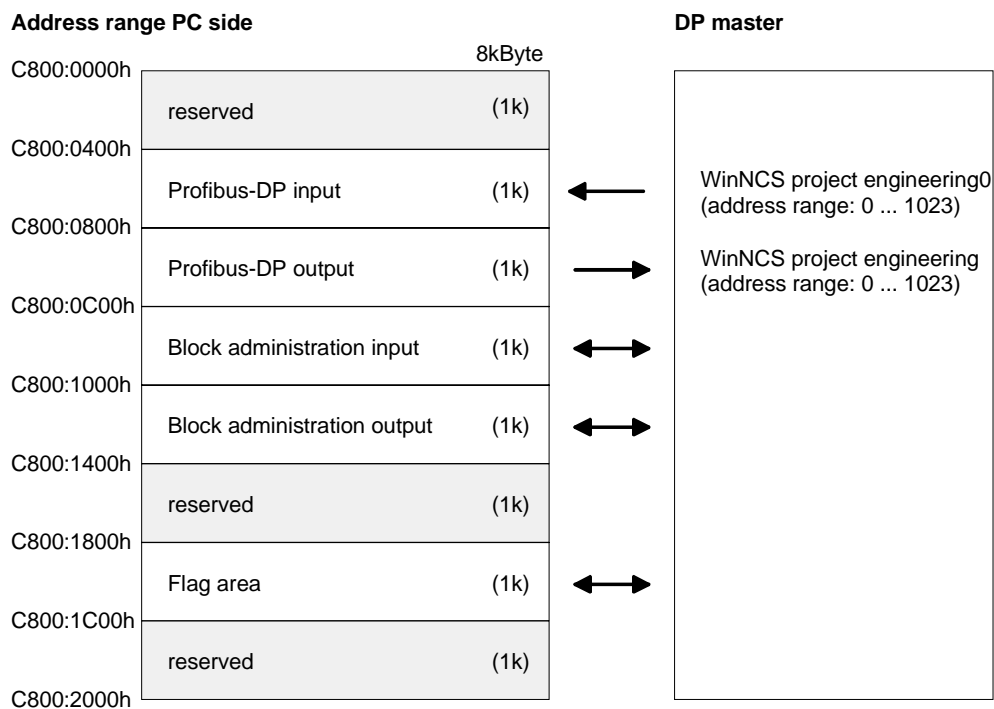 Address range PC side
DP master
8kByte
C800:0000h
reserved (1k)
C800:0400h
Profibus-DP input (1k)
WinNCS project engineering0
(address range: 0 ... 1023)
C800:0800h
Profibus-DP output (1k)
WinNCS project engineering
(address range: 0 ... 1023)
C800:0C00h
Block administration input (1k)
C800:1000h
Block administration output (1k)
C800:1400h
reserved (1k)
C800:1800h
Flag area (1k)
C800:1C00h
reserved (1k)
C800:2000h